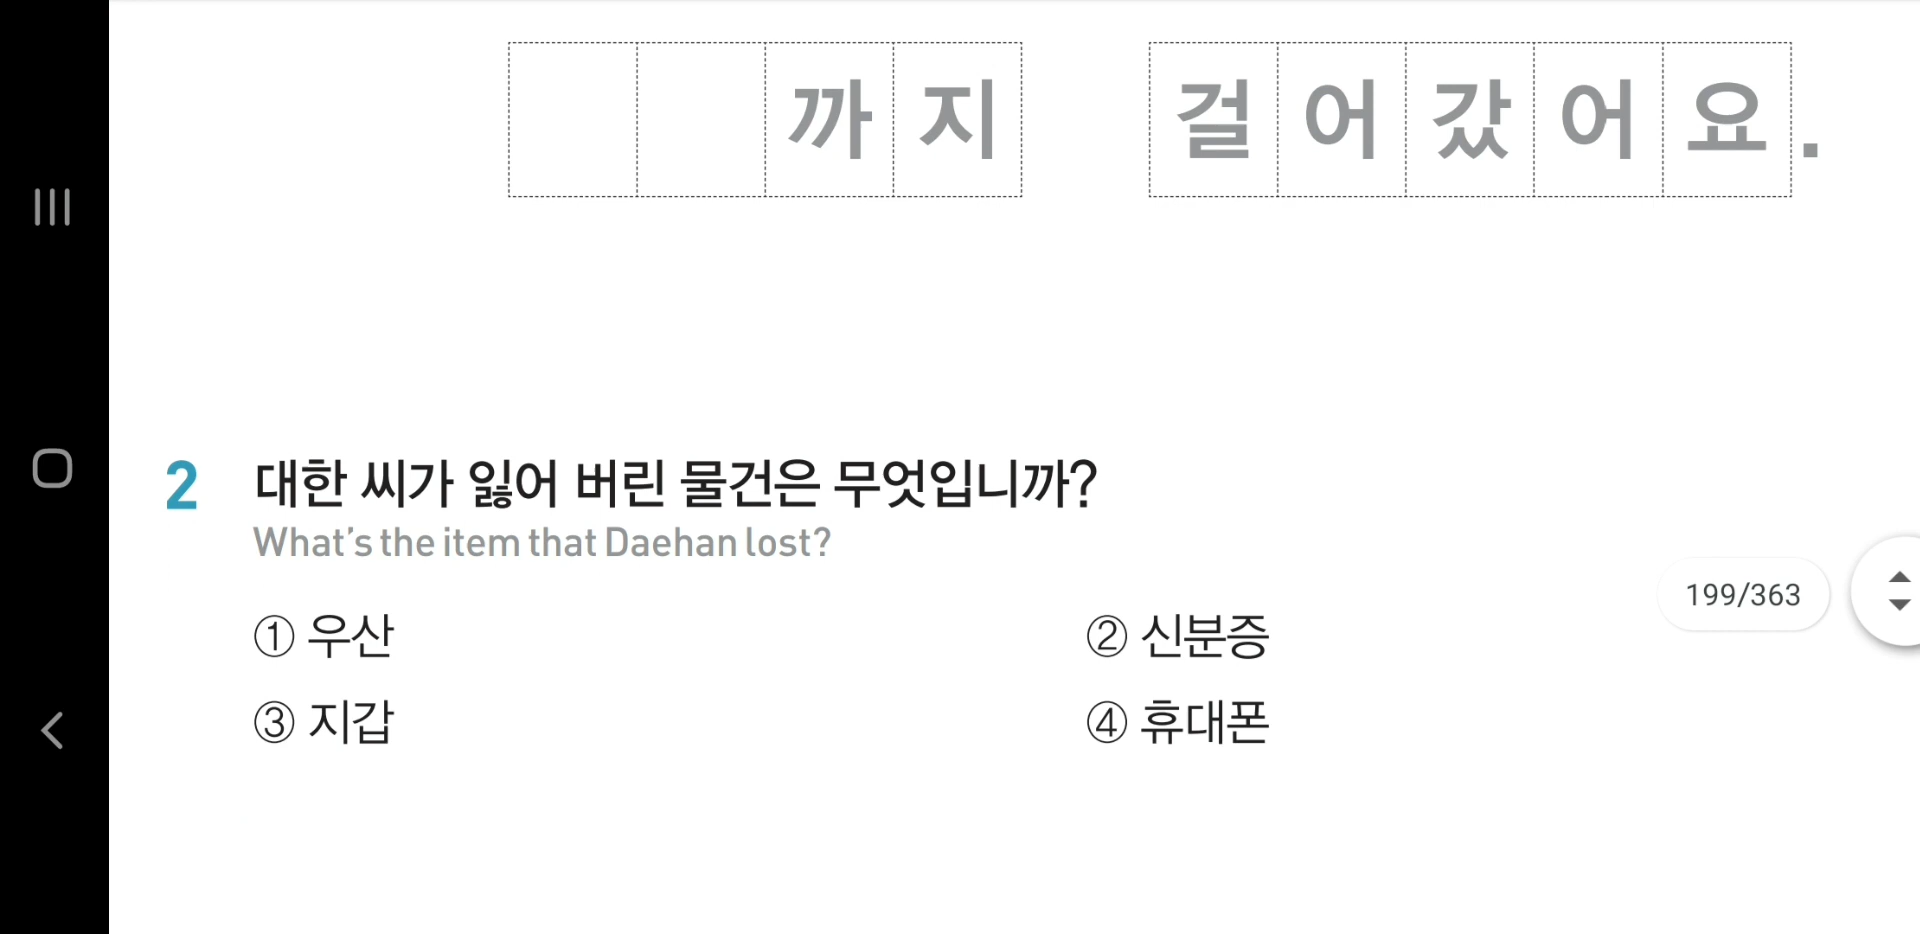 까지 걸어갔어요.
2 대한 씨가 잃어 버린 물건은 무엇입니까?
What's the item that Daehan lost?
199/363
① 우산 ② 신분증
③ 지갑 ④ 휴대폰